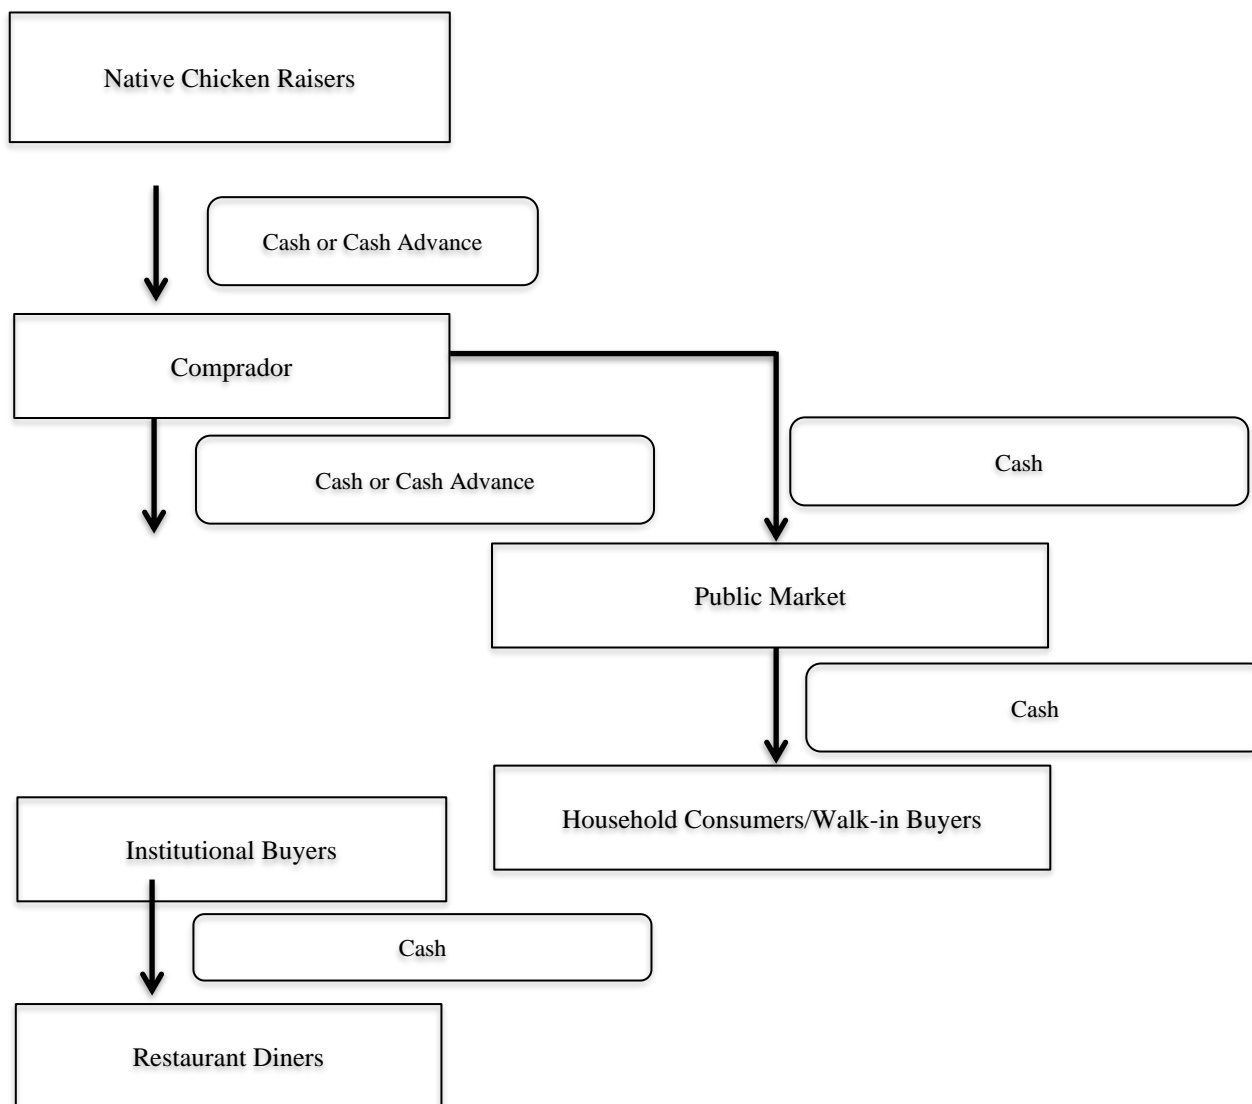 Native Chicken Raisers
Cash or Cash Advance
Comprador
Cash or Cash Advance
Cash
Public Market
Cash
Household Consumers/Walk-in Buyers
Institutional Buyers
Cash
Restaurant Diners